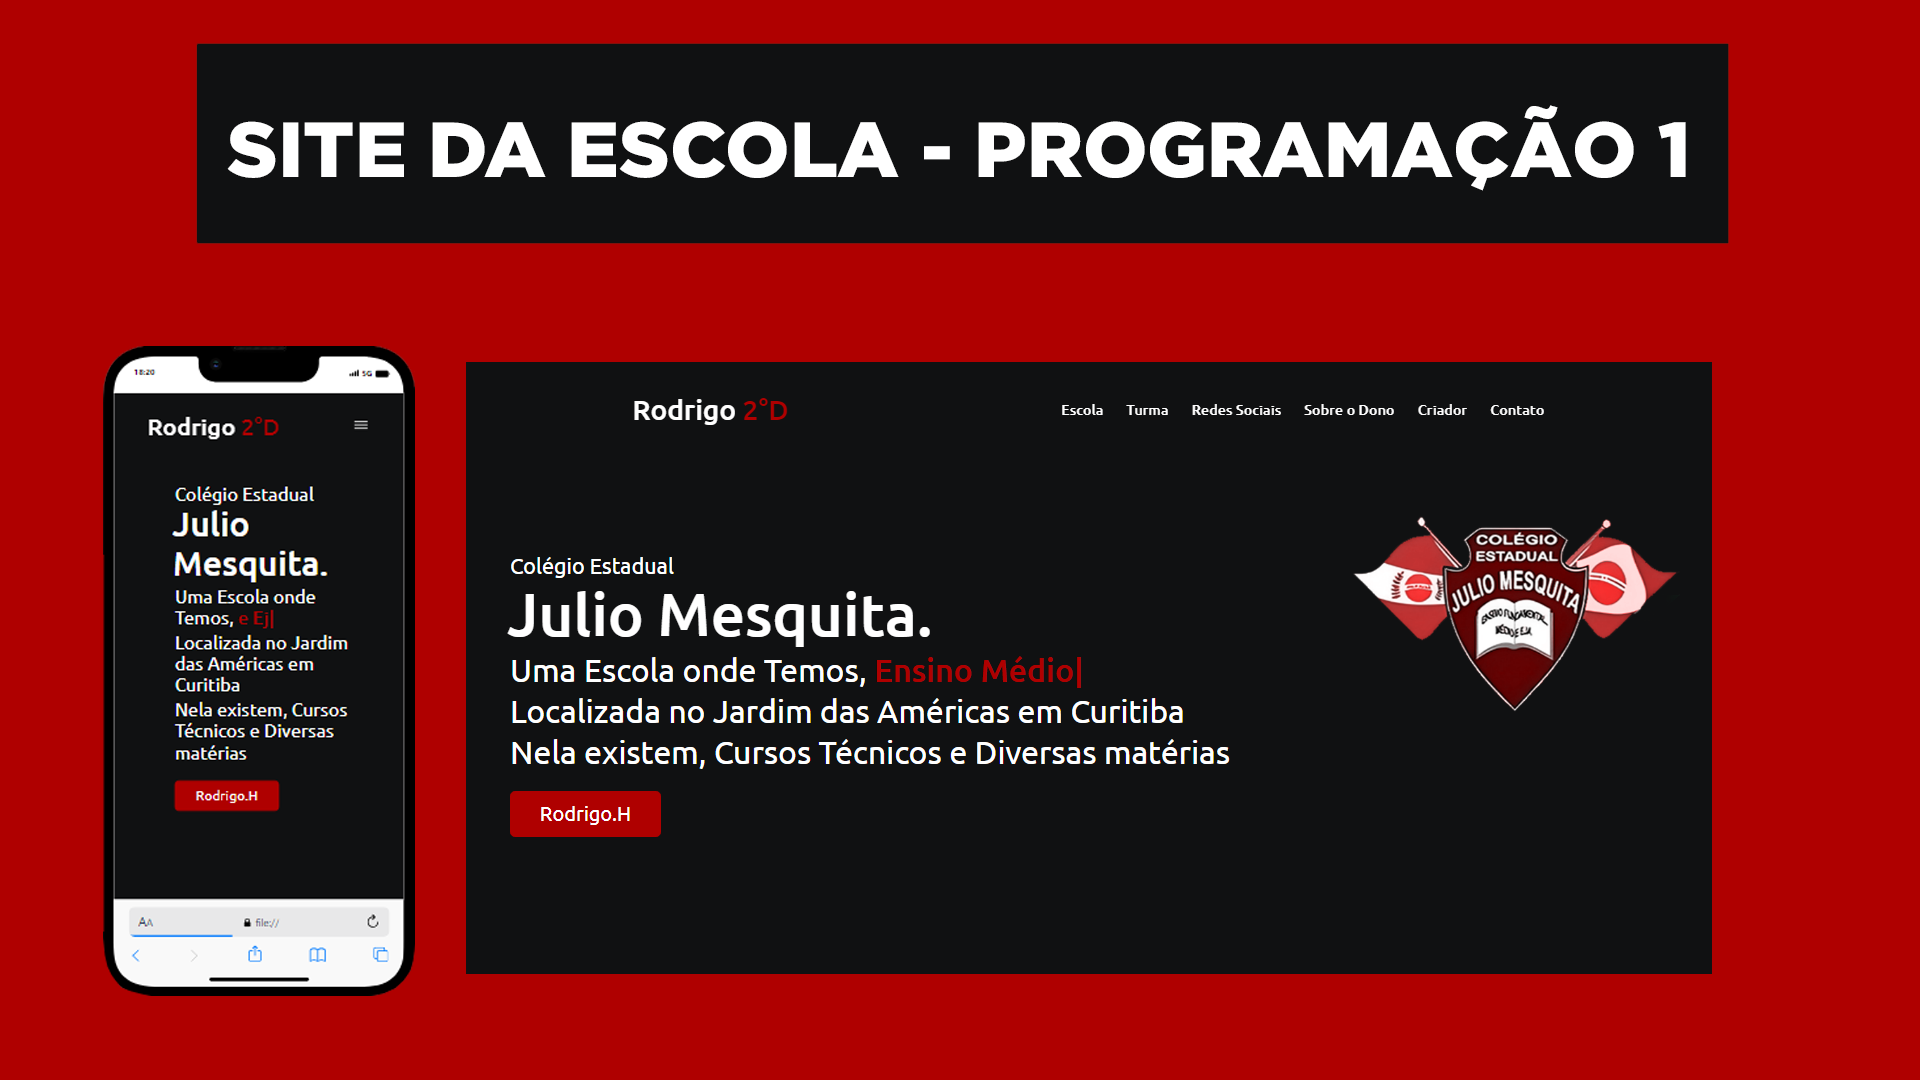 SITE DA ESCOLA - PROGRAMAÇÃO 1
18:20
5G
Rodrigo 2°D
Colégio Estadual
Julio
Mesquita.
Uma Escola onde
Temos, e Ej|
Localizada no Jardim
das Américas em
Curitiba
Nela existem, Cursos
Técnicos e Diversas
matérias
Rodrigo.H
AA
file://
Rodrigo 2°D
Escola Turma Redes Sociais Sobre o Dono Criador Contato
Colégio Estadual
Julio Mesquita.
Uma Escola onde Temos, Ensino Médio|
Localizada no Jardim das Américas em Curitiba
Nela existem, Cursos Técnicos e Diversas matérias
Rodrigo.H
COLÉGIO
ESTADUAL
JULIO MESQUITA
ENSINO FUNDAMENTAL
MÉDIO E EJA